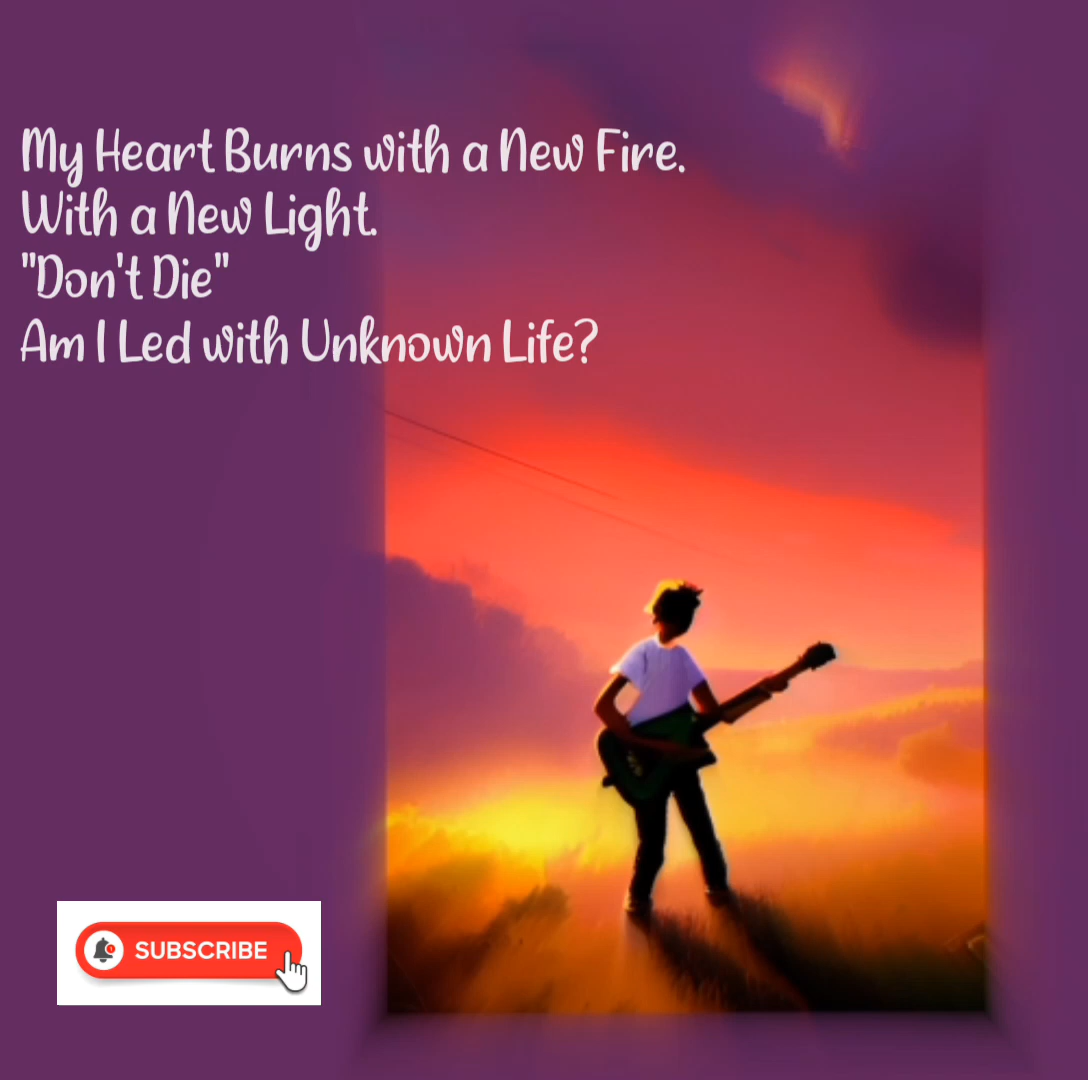 My Heart Burns with a New Fire.
With a New Light.
"Don't Die"
Am I Led with Unknown Life?
SUBSCRIBE